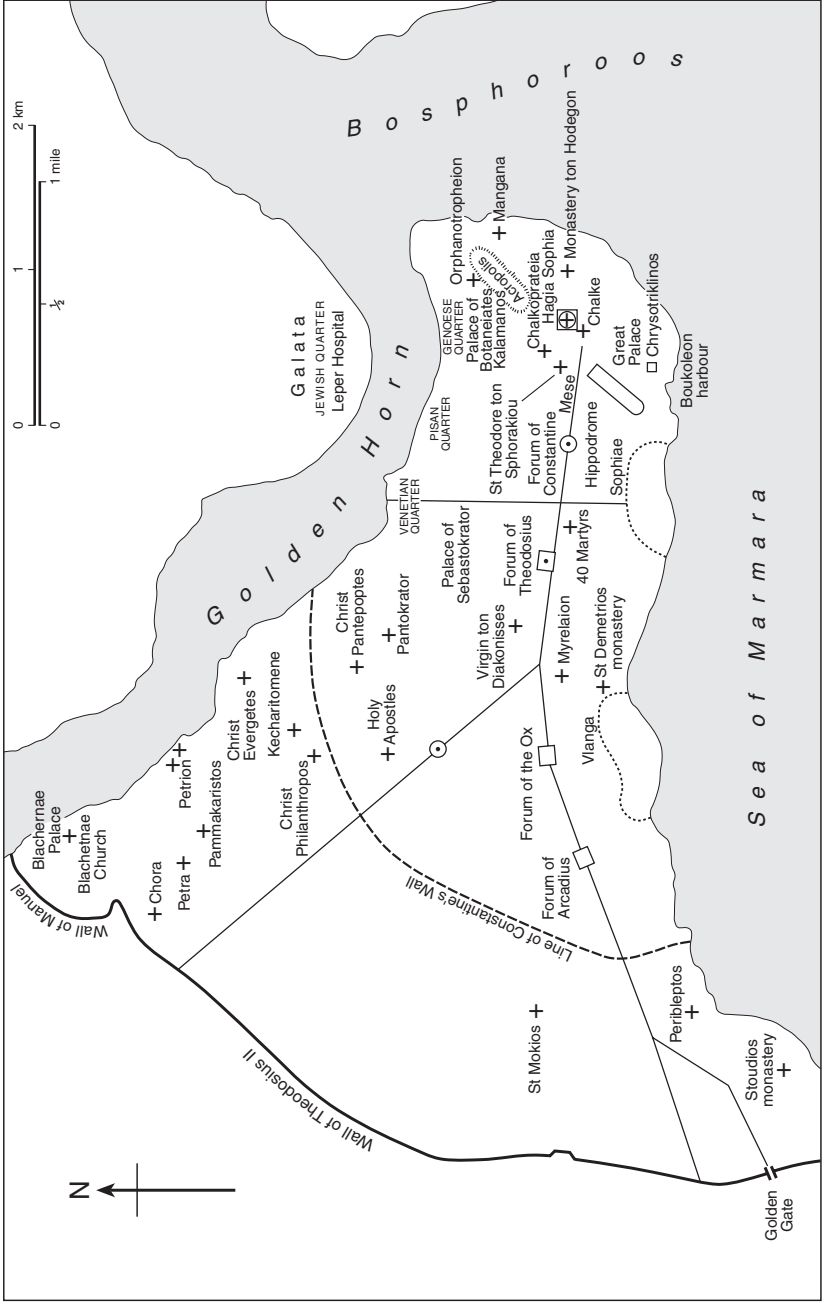 0
1
2 km
0
½
1 mile
N
Bosphoroos
Golden Horn
Sea of Marmara
Galata
JEWISH QUARTER
Leper Hospital
Blachernae
Palace
Blachetnae
Church
Wall of Manuel
Chora
Petra
Petrion
Pammakaristos
Christ
Evergetes
Kecharitomene
Christ
Philanthropos
Christ
Pantepoptes
Pantokrator
Holy
Apostles
VENETIAN
QUARTER
PISAN
QUARTER
GENOESE
QUARTER
Palace of
Botaneiates/
Kalamanos
Orphanotropheion
Acropolis
Mangana
Chalkoprateia
Hagia Sophia
Monastery ton Hodegon
Chalke
St Theodore ton
Sphorakiou
Mese
Great
Palace
Chrysotriklinos
Boukoleon
harbour
Hippodrome
Forum of
Constantine
Sophiae
Palace of
Sebastokrator
Forum of
Theodosius
40 Martyrs
Virgin ton
Diakonisses
Myrelaion
St Demetrios
monastery
Vlanga
Forum of the Ox
Forum of
Arcadius
Line of Constantine's Wall
Wall of Theodosius II
St Mokios
Peribleptos
Stoudios
monastery
Golden
Gate